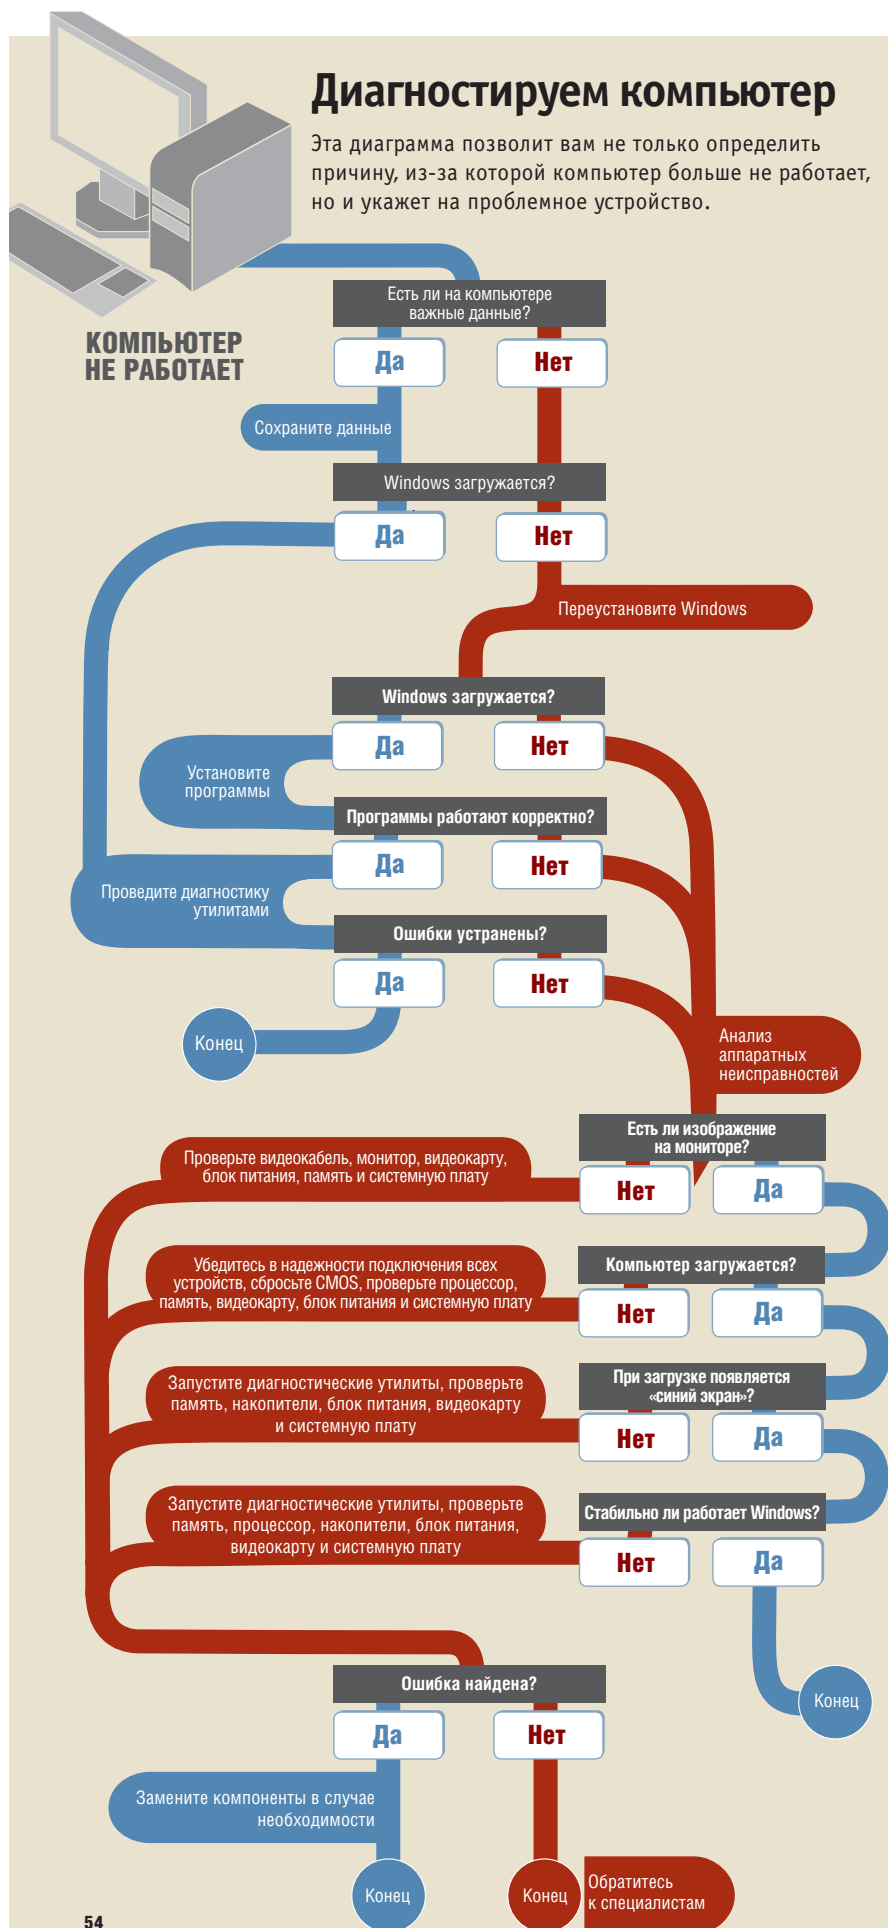 Диагностируем компьютер
Эта диаграмма позволит вам не только определить
причину, из-за которой компьютер больше не работает,
но и укажет на проблемное устройство.
КОМПЬЮТЕР
НЕ РАБОТАЕТ
Есть ли на компьютере
важные данные?
Да
Нет
Сохраните данные
Windows загружается?
Да
Нет
Переустановите Windows
Windows загружается?
Да
Нет
Установите
программы
Программы работают корректно?
Да
Нет
Проведите диагностику
утилитами
Ошибки устранены?
Да
Нет
Конец
Анализ
аппаратных
неисправностей
Есть ли изображение
на мониторе?
Нет
Да
Проверьте видеокабель, монитор, видеокарту,
блок питания, память и системную плату
Компьютер загружается?
Нет
Да
Убедитесь в надежности подключения всех
устройств, сбросьте CMOS, проверьте процессор,
память, видеокарту, блок питания и системную плату
При загрузке появляется
«синий экран»?
Нет
Да
Запустите диагностические утилиты, проверьте
память, накопители, блок питания, видеокарту
и системную плату
Стабильно ли работает Windows?
Нет
Да
Запустите диагностические утилиты, проверьте
память, процессор, накопители, блок питания,
видеокарту и системную плату
Конец
Ошибка найдена?
Да
Нет
Замените компоненты в случае
необходимости
Конец
Конец
Обратитесь
к специалистам
54